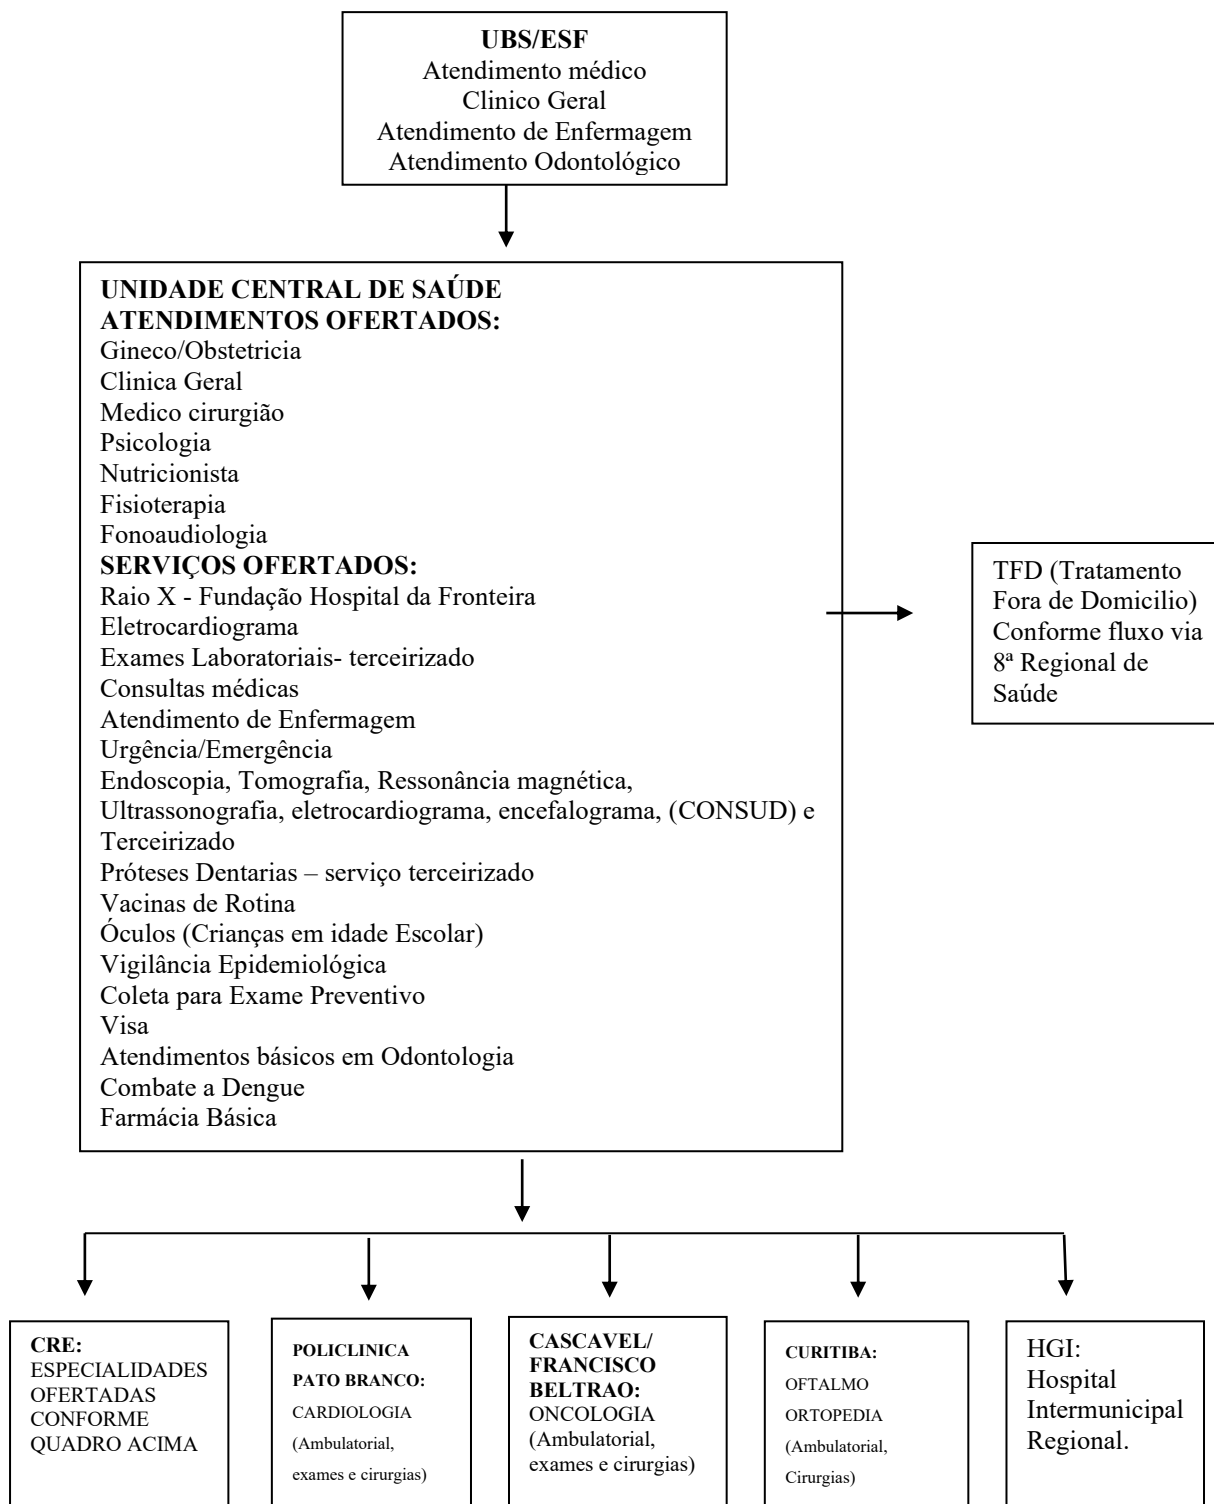 UBS/ESF
Atendimento médico
Clinico Geral
Atendimento de Enfermagem
Atendimento Odontológico
UNIDADE CENTRAL DE SAÚDE
ATENDIMENTOS OFERTADOS:
Gineco/Obstetricia
Clinica Geral
Medico cirurgião
Psicologia
Nutricionista
Fisioterapia
Fonoaudiologia
SERVIÇOS OFERTADOS:
Raio X - Fundação Hospital da Fronteira
Eletrocardiograma
Exames Laboratoriais- terceirizado
Consultas médicas
Atendimento de Enfermagem
Urgência/Emergência
Endoscopia, Tomografia, Ressonância magnética,
Ultrassonografia, eletrocardiograma, encefalograma, (CONSUD) e
Terceirizado
Próteses Dentarias – serviço terceirizado
Vacinas de Rotina
Óculos (Crianças em idade Escolar)
Vigilância Epidemiológica
Coleta para Exame Preventivo
Visa
Atendimentos básicos em Odontologia
Combate a Dengue
Farmácia Básica
TFD (Tratamento
Fora de Domicilio)
Conforme fluxo via
8ª Regional de
Saúde
CRE:
ESPECIALIDADES
OFERTADAS
CONFORME
QUADRO ACIMA
POLICLINICA
PATO BRANCO:
CARDIOLOGIA
(Ambulatorial,
exames e cirurgias)
CASCAVEL/
FRANCISCO
BELTRAO:
ONCOLOGIA
(Ambulatorial,
exames e cirurgias)
CURITIBA:
OFTALMO
ORTOPEDIA
(Ambulatorial,
Cirurgias)
HGI:
Hospital
Intermunicipal
Regional.